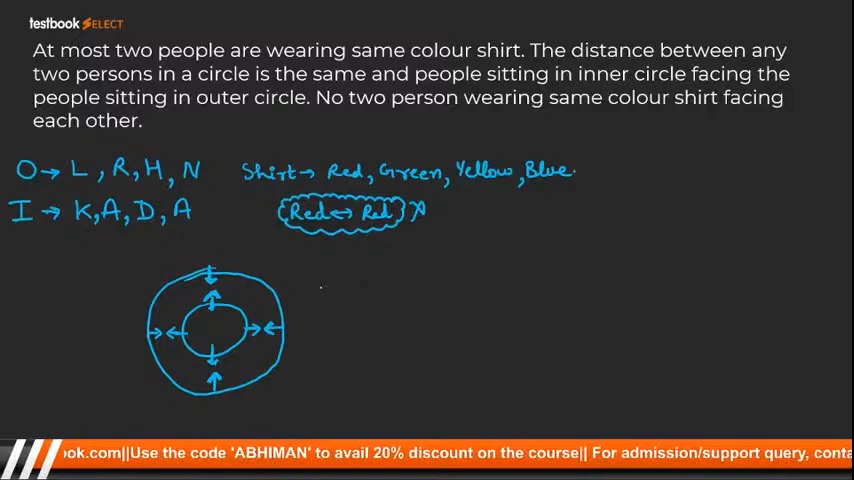 testbook SELECT
At most two people are wearing same colour shirt. The distance between any
two persons in a circle is the same and people sitting in inner circle facing the
people sitting in outer circle. No two person wearing same colour shirt facing
each other.
O→ L, R, H, N Shirt→ Red, Green, Yellow, Blue.
I → K, A, D, A (Red ↔ Red) X
ook.com||Use the code 'ABHIMAN' to avail 20% discount on the course|| For admission/support query, conta